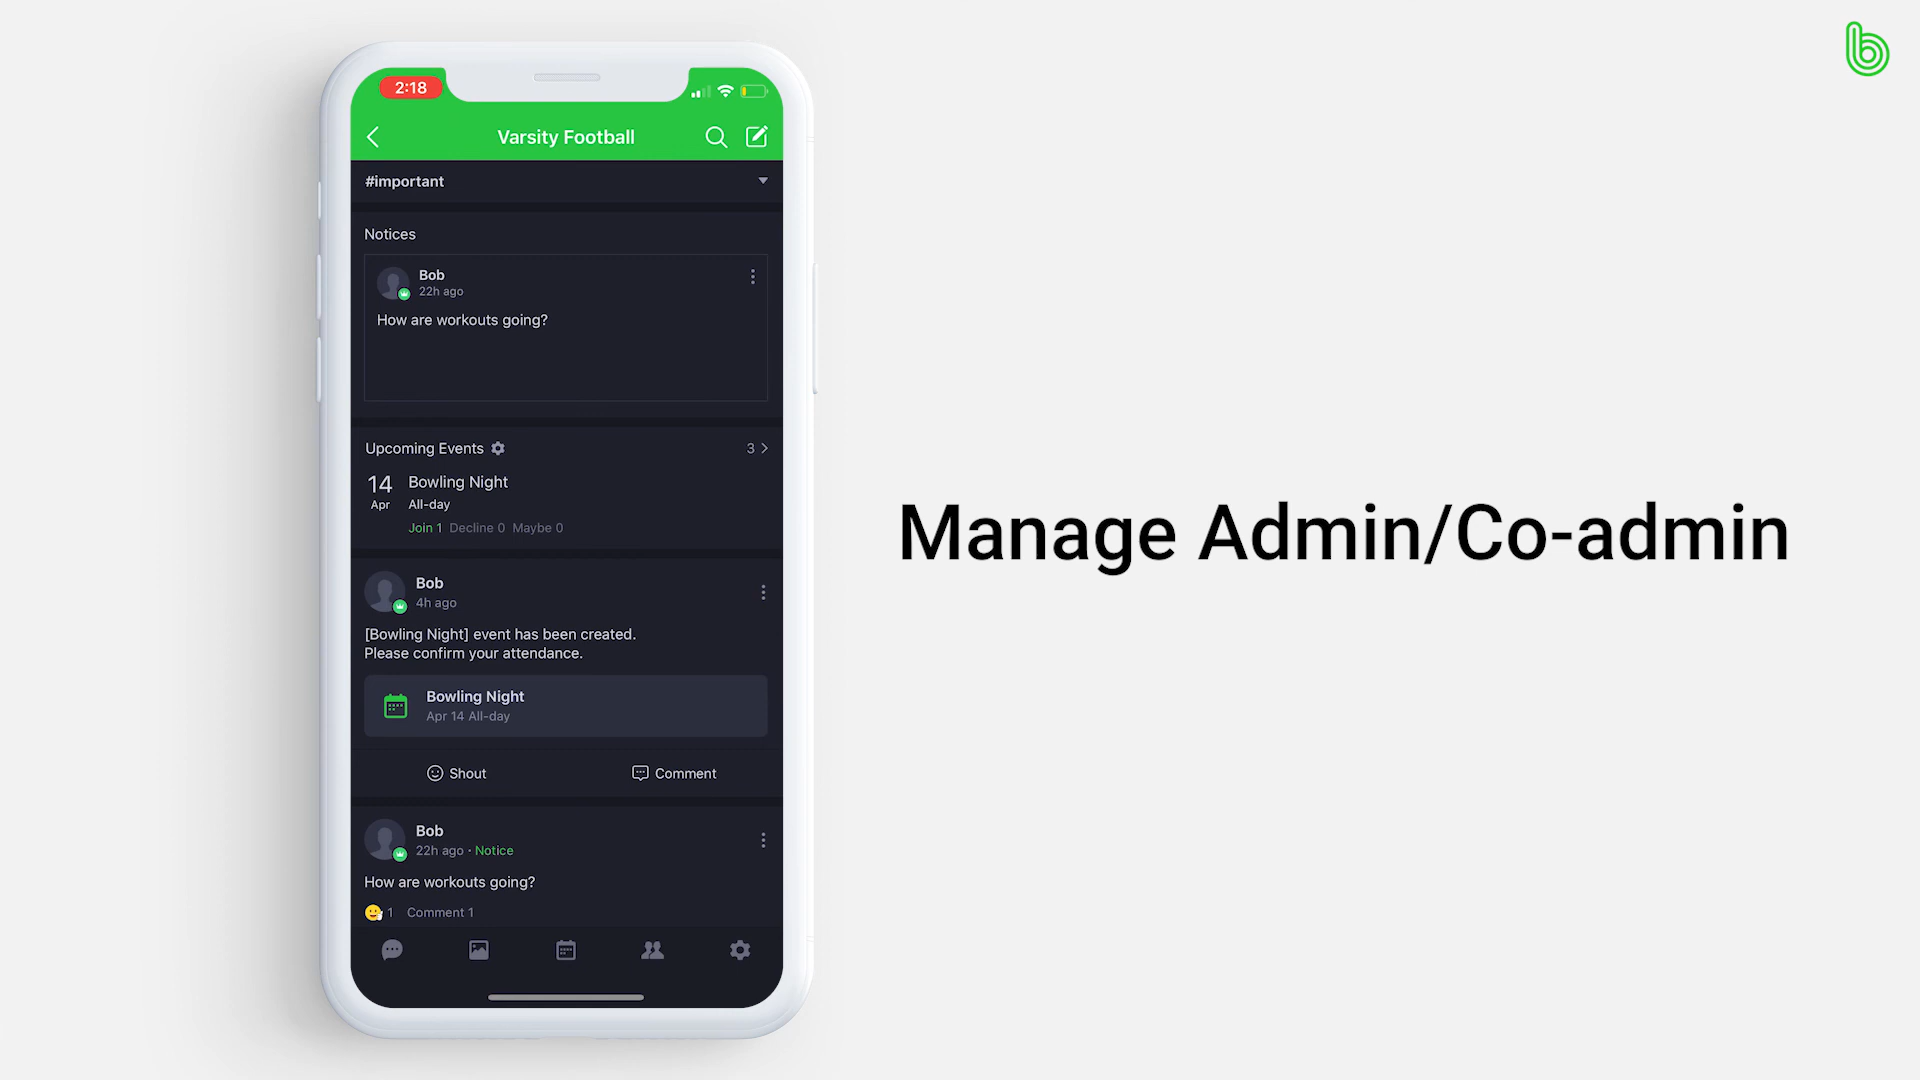 2:18
Varsity Football
#important
Notices
Bob
22h ago
How are workouts going?
Upcoming Events
3
14
Apr
Bowling Night
All-day
Join 1 Decline 0 Maybe 0
Bob
4h ago
[Bowling Night] event has been created.
Please confirm your attendance.
Bowling Night
Apr 14 All-day
Shout
Comment
Bob
22h ago · Notice
How are workouts going?
1 Comment 1
Manage Admin/Co-admin